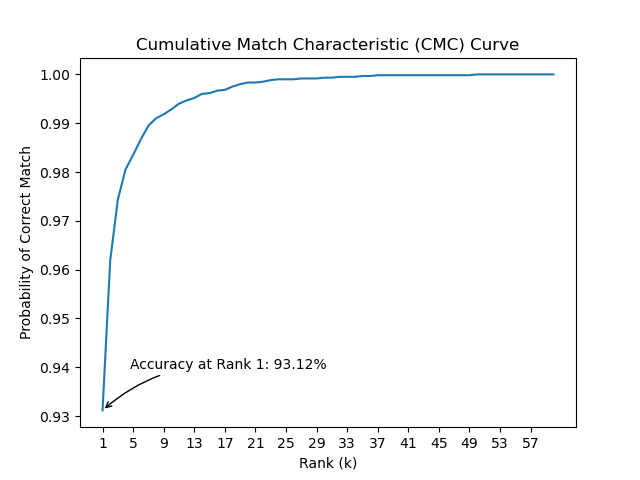 Cumulative Match Characteristic (CMC) Curve
1.00
0.99
0.98
0.97
0.96
0.95
0.94
0.93
Probability of Correct Match
Accuracy at Rank 1: 93.12%
1 5 9 13 17 21 25 29 33 37 41 45 49 53 57
Rank (k)